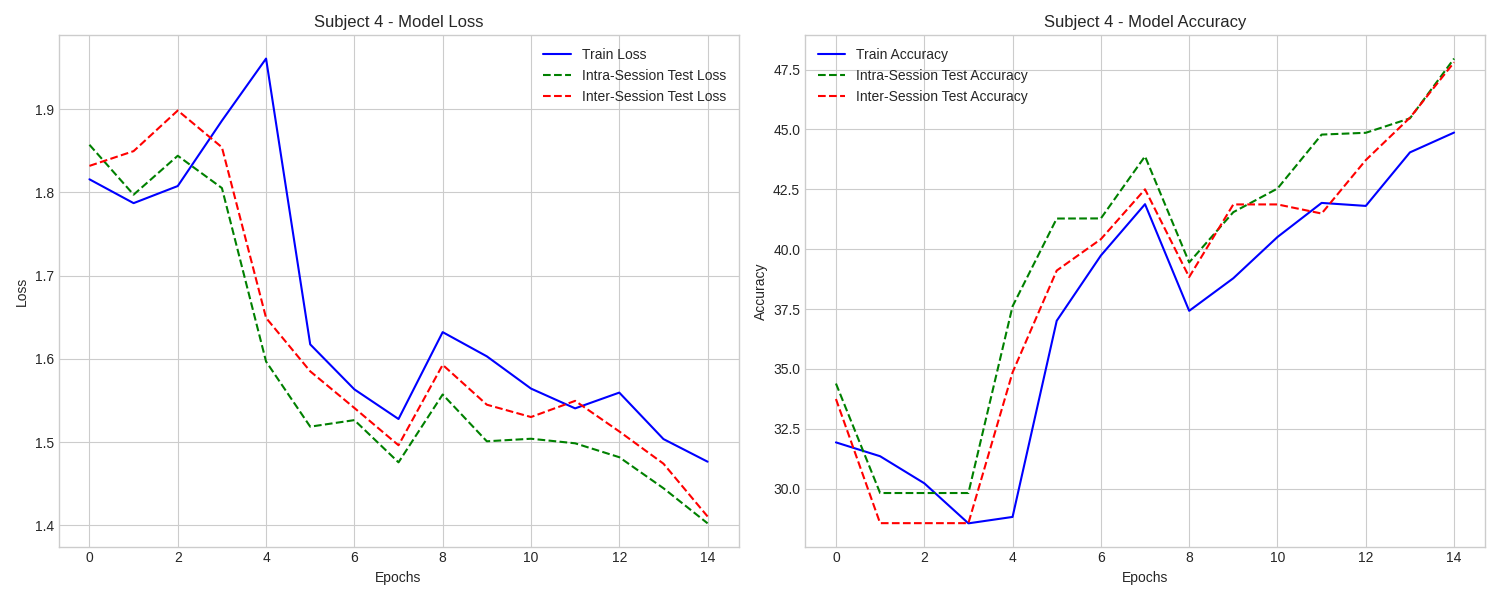 Subject 4 - Model Loss
Train Loss
Intra-Session Test Loss
Inter-Session Test Loss
1.9
1.8
1.7
1.6
1.5
1.4
Loss
0 2 4 6 8 10 12 14
Epochs
Subject 4 - Model Accuracy
Train Accuracy
Intra-Session Test Accuracy
Inter-Session Test Accuracy
47.5
45.0
42.5
40.0
37.5
35.0
32.5
30.0
Accuracy
0 2 4 6 8 10 12 14
Epochs